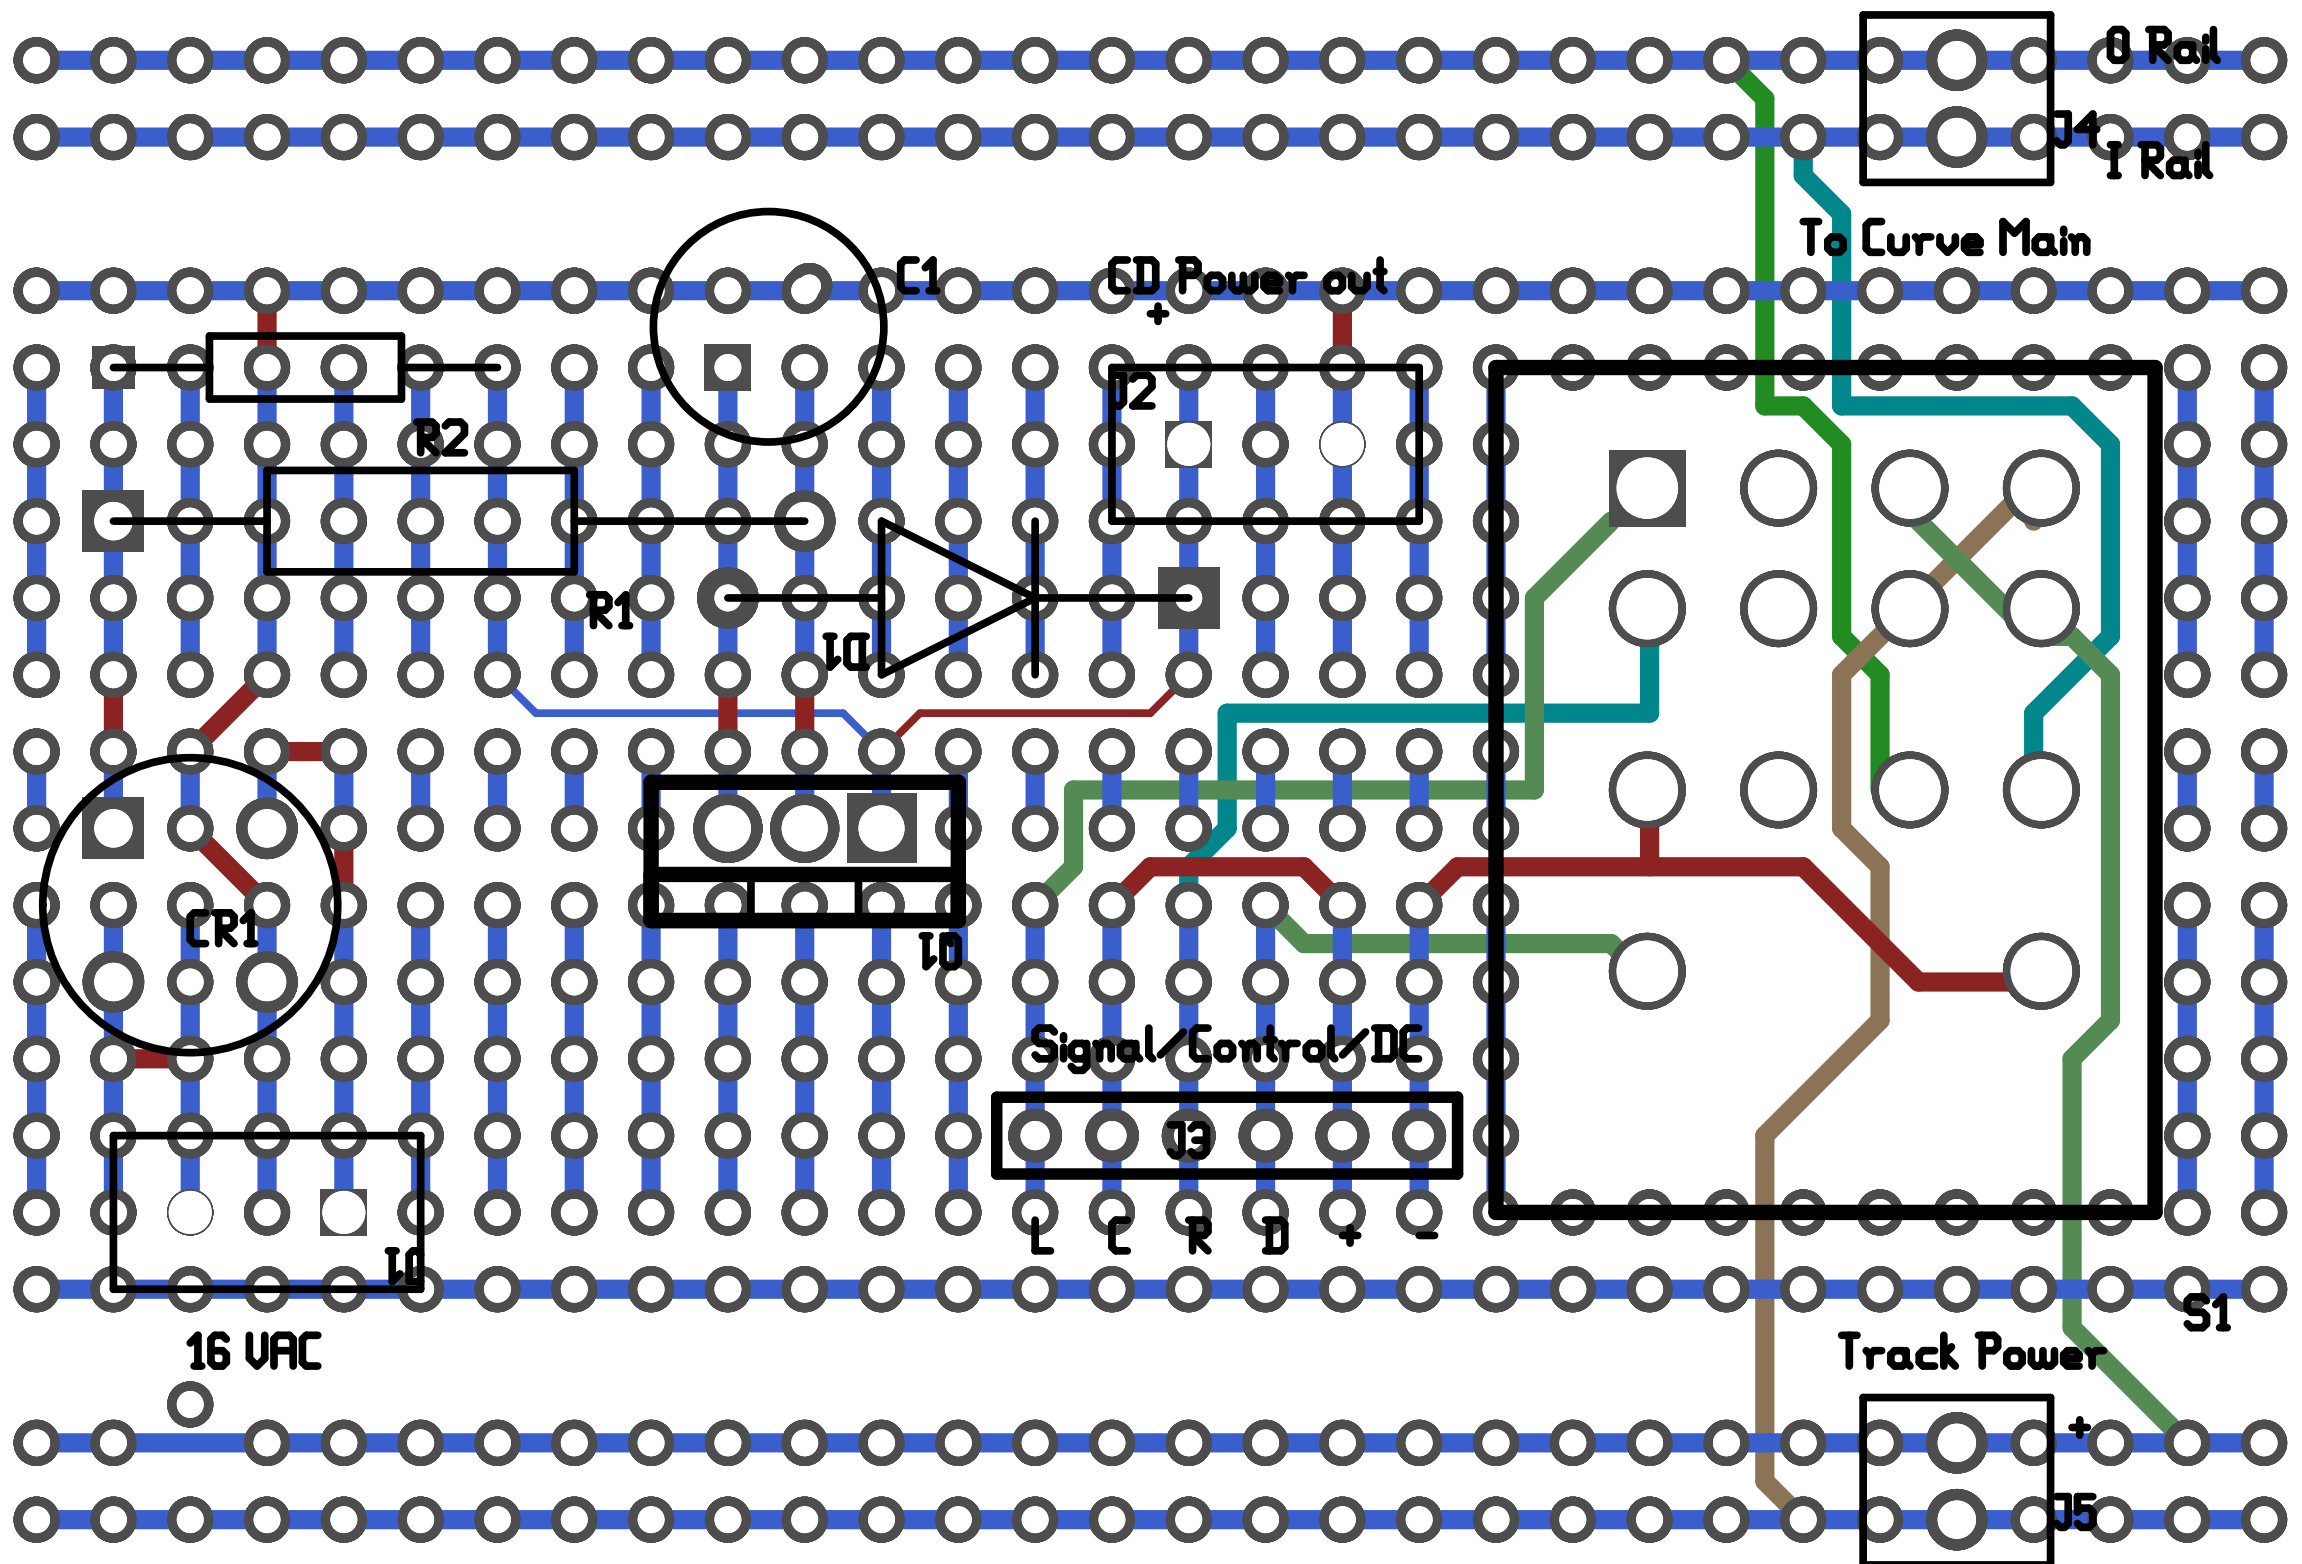 O Rail
J4
I Rail
To Curve Main
C1
CD Power out
+
J2
R2
R1
D1
CR1
Q1
Signal/Control/DC
J3
L C R D + -
J1
S1
16 VAC
Track Power
+
J5